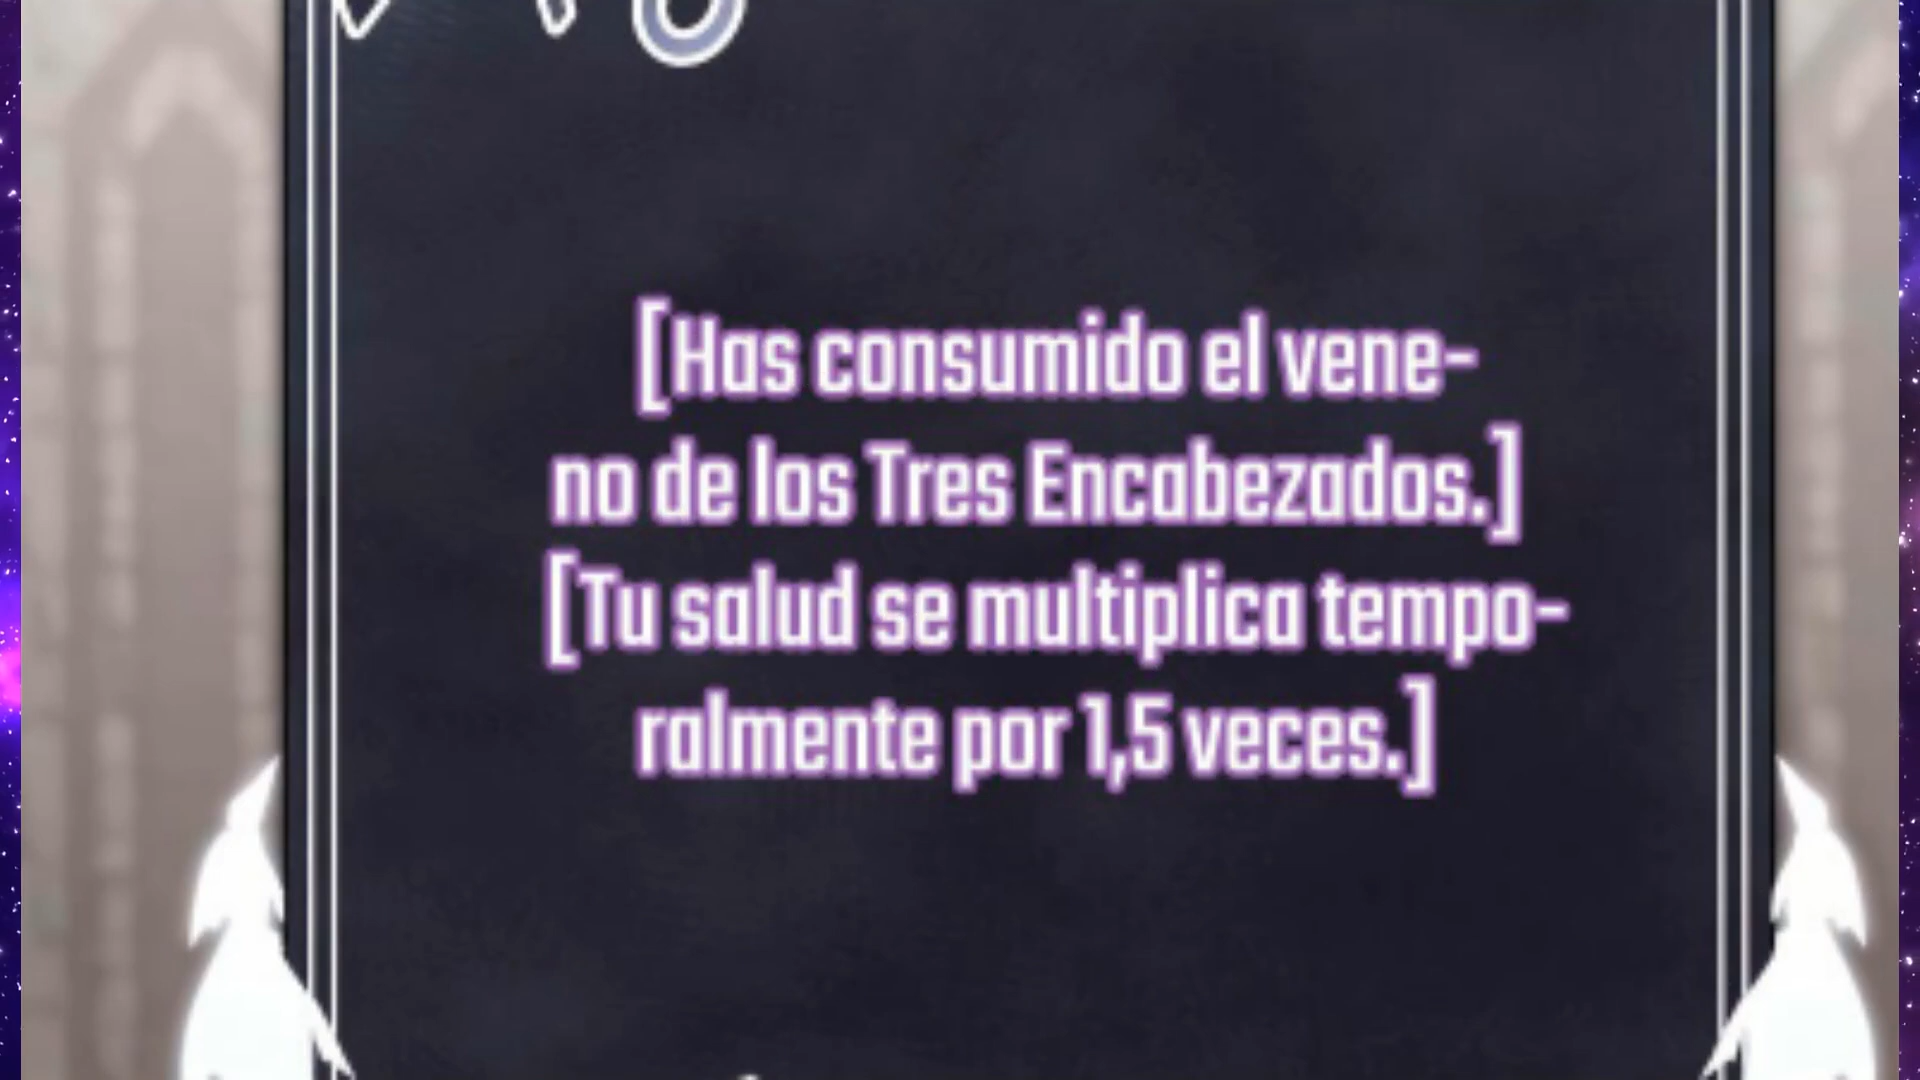 [Has consumido el vene-
no de los Tres Encabezados.]
[Tu salud se multiplica tempo-
ralmente por 1,5 veces.]